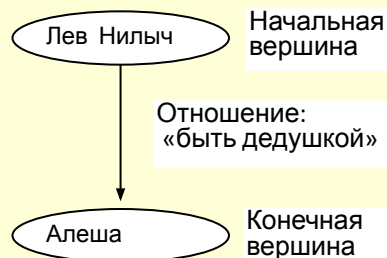 Лев Нилыч
Начальная
вершина
Отношение:
«быть дедушкой»
Алеша
Конечная
вершина